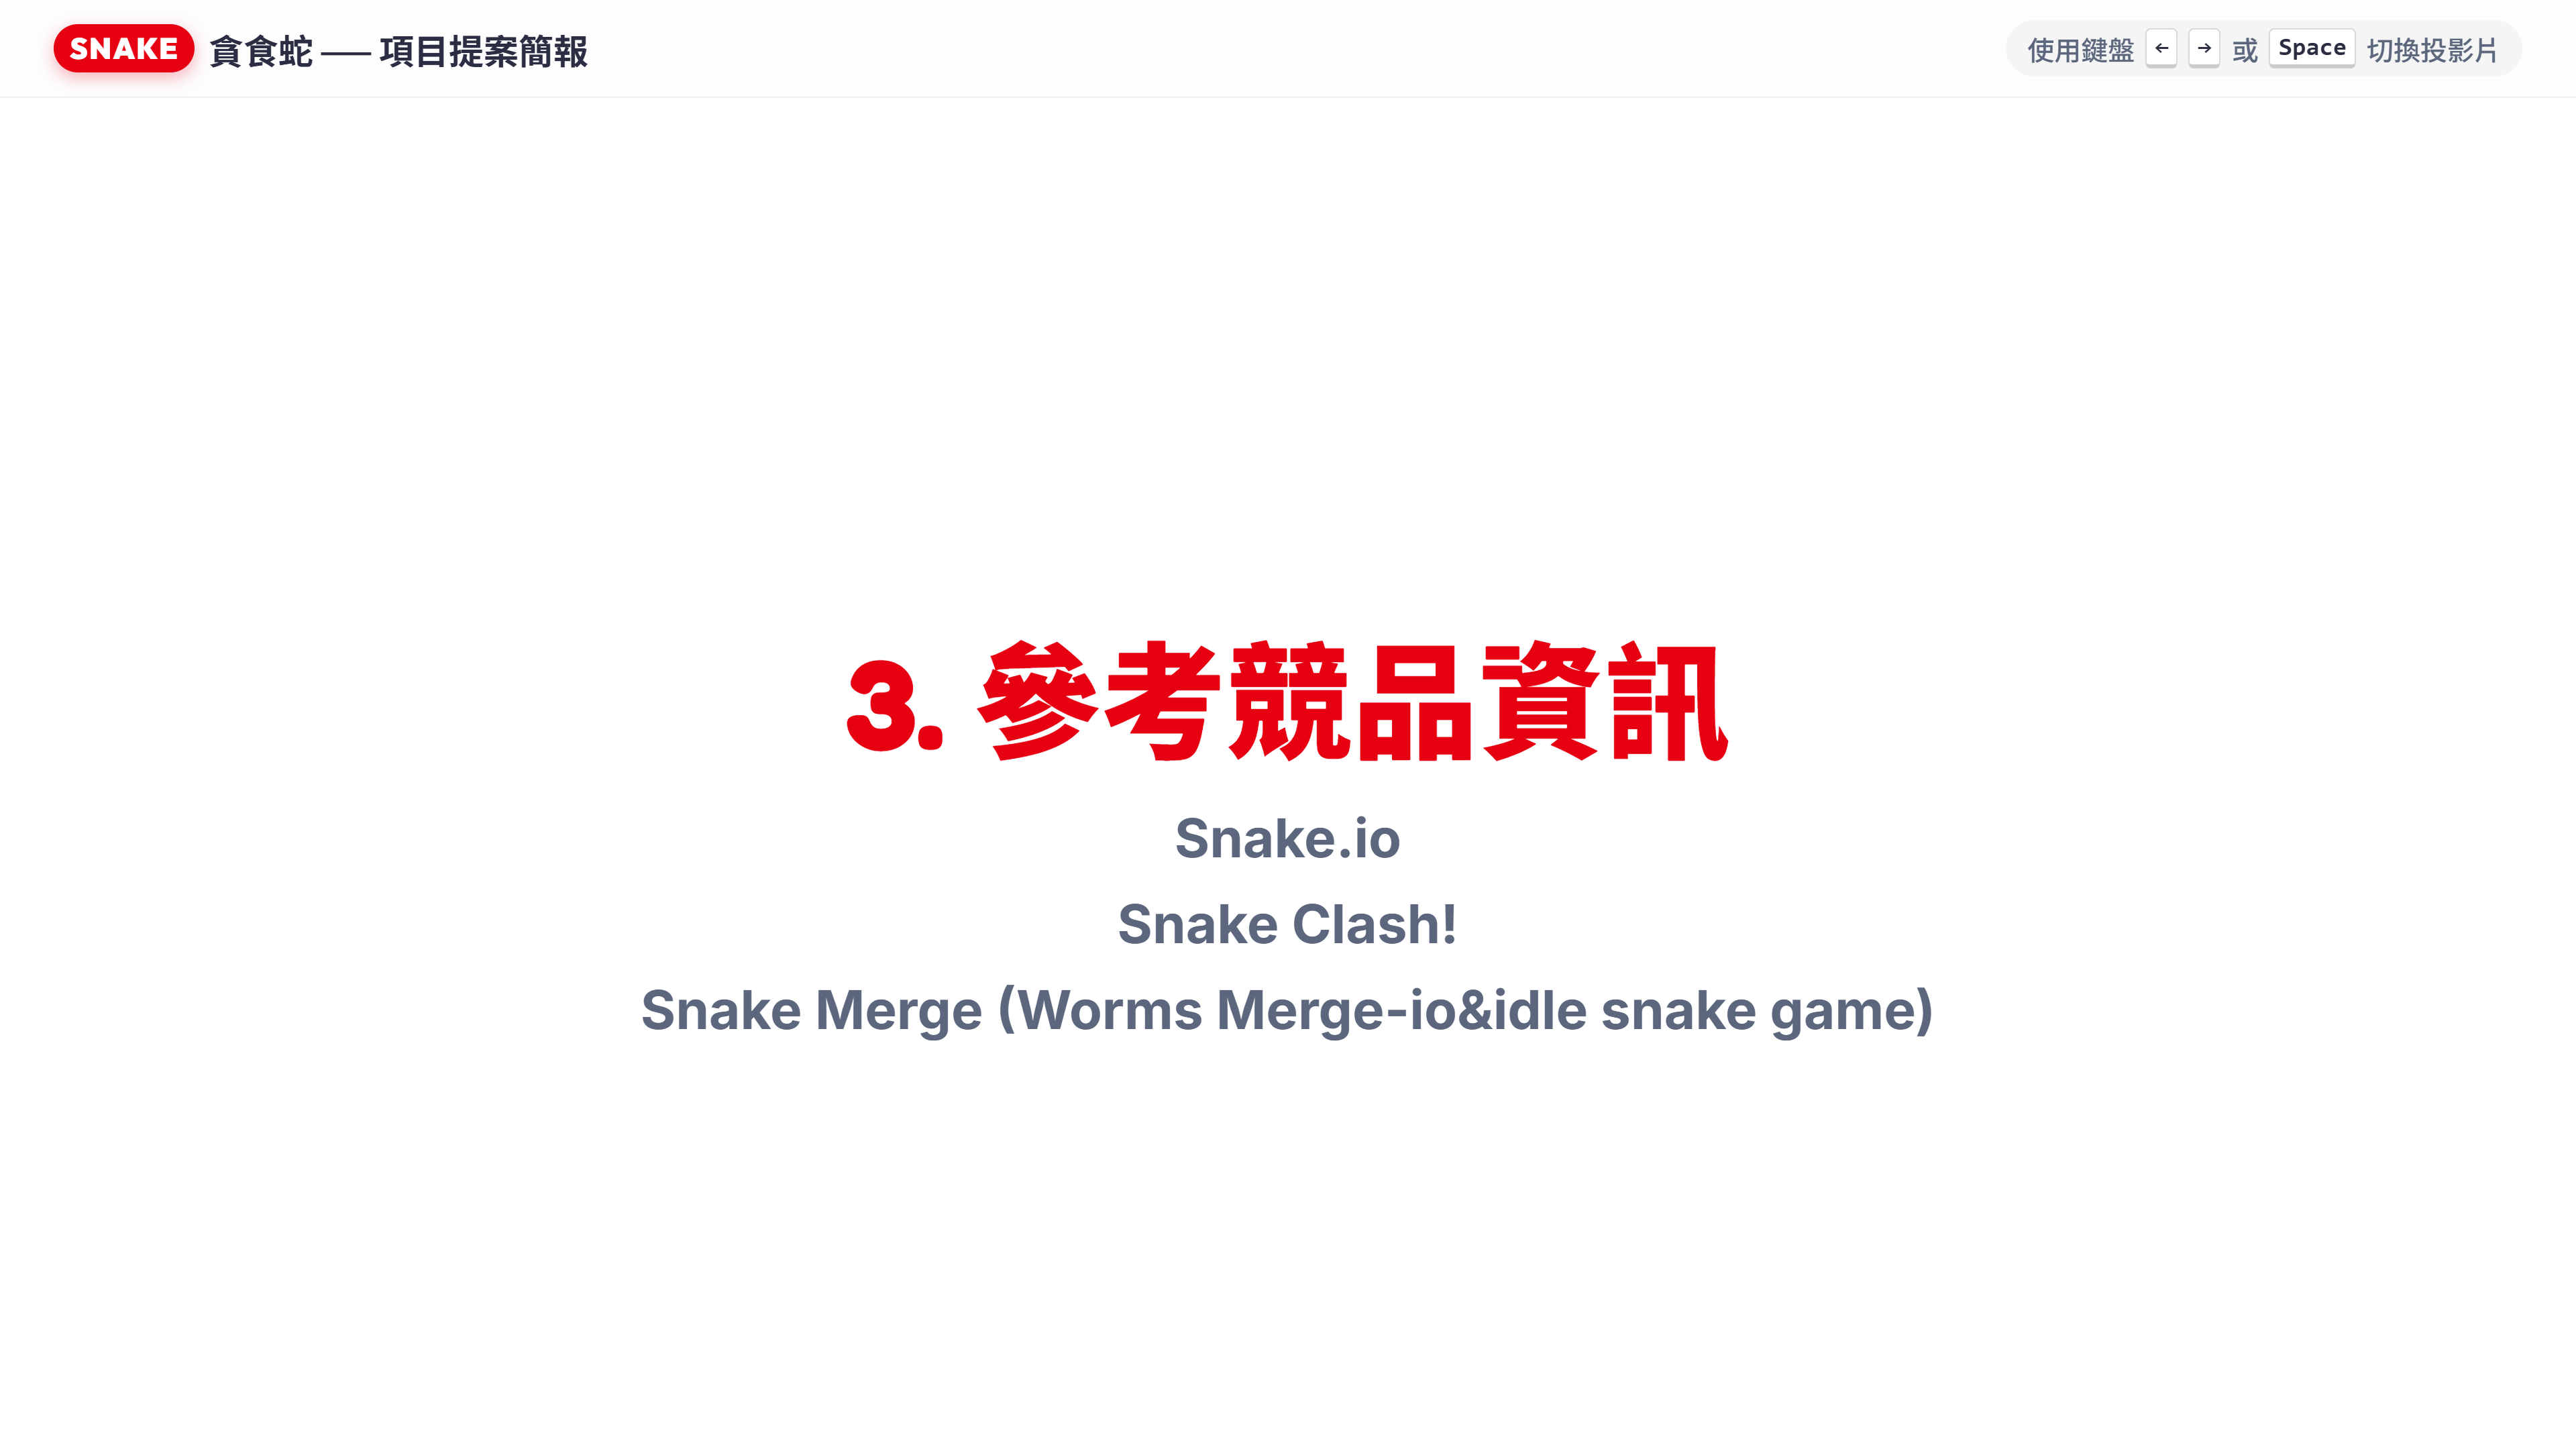 SNAKE 貪食蛇 —— 項目提案簡報
使用鍵盤 ← → 或 Space 切換投影片
3. 參考競品資訊
Snake.io
Snake Clash!
Snake Merge (Worms Merge-io&idle snake game)